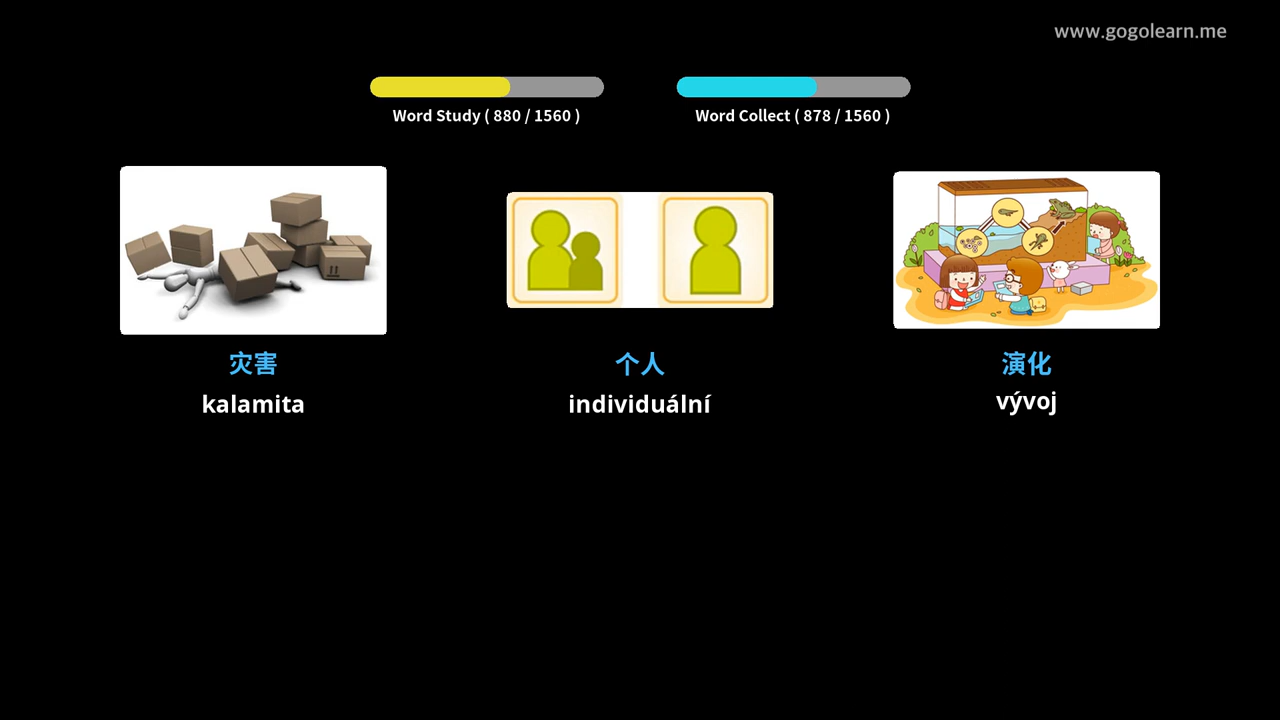 www.gogolearn.me
Word Study ( 880 / 1560 )
Word Collect ( 878 / 1560 )
灾害
kalamita
个人
individuální
演化
vývoj